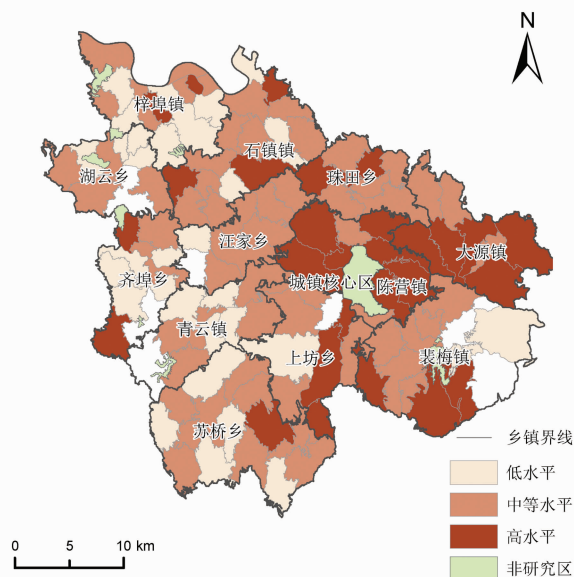 N
梓埠镇
石镇镇
湖云乡
珠田乡
汪家乡
大源镇
齐埠乡
城镇核心区
陈营镇
青云镇
上坊乡
裴梅镇
苏桥乡
乡镇界线
低水平
中等水平
高水平
非研究区
0 5 10 km